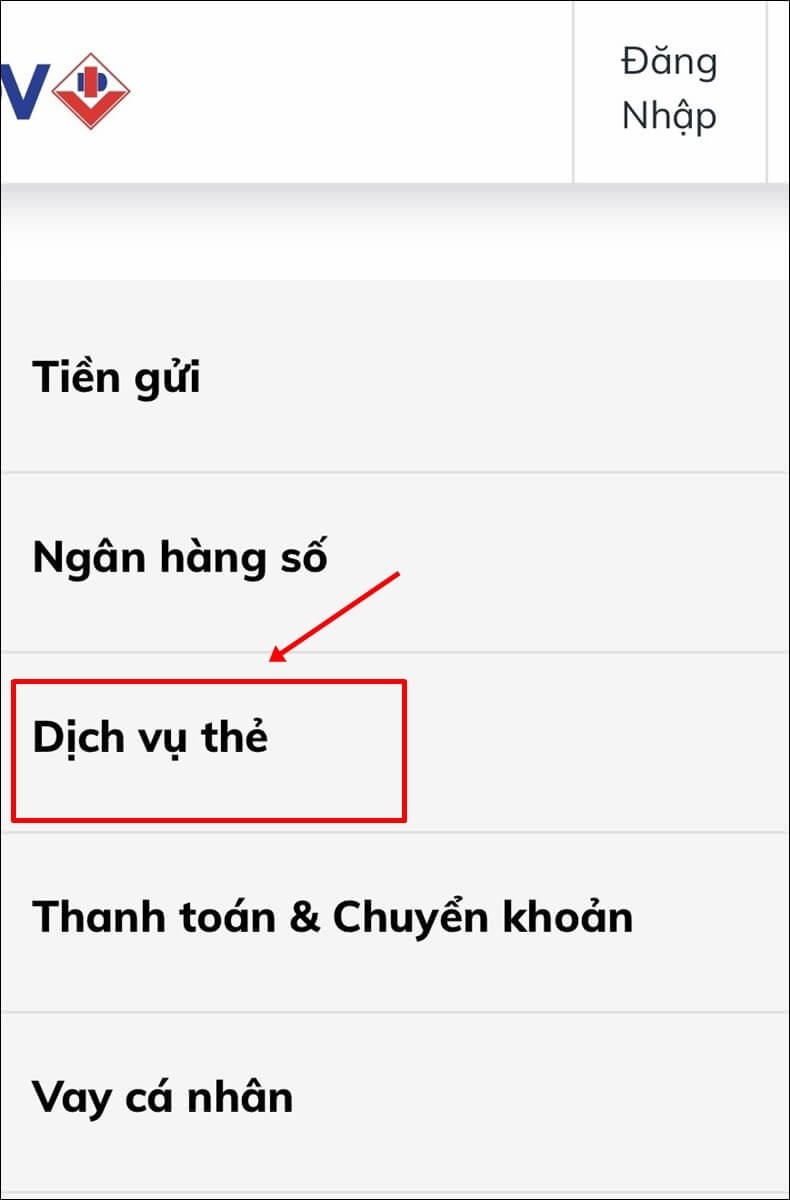 V
Đăng
Nhập
Tiền gửi
Ngân hàng số
Dịch vụ thẻ
Thanh toán & Chuyển khoản
Vay cá nhân